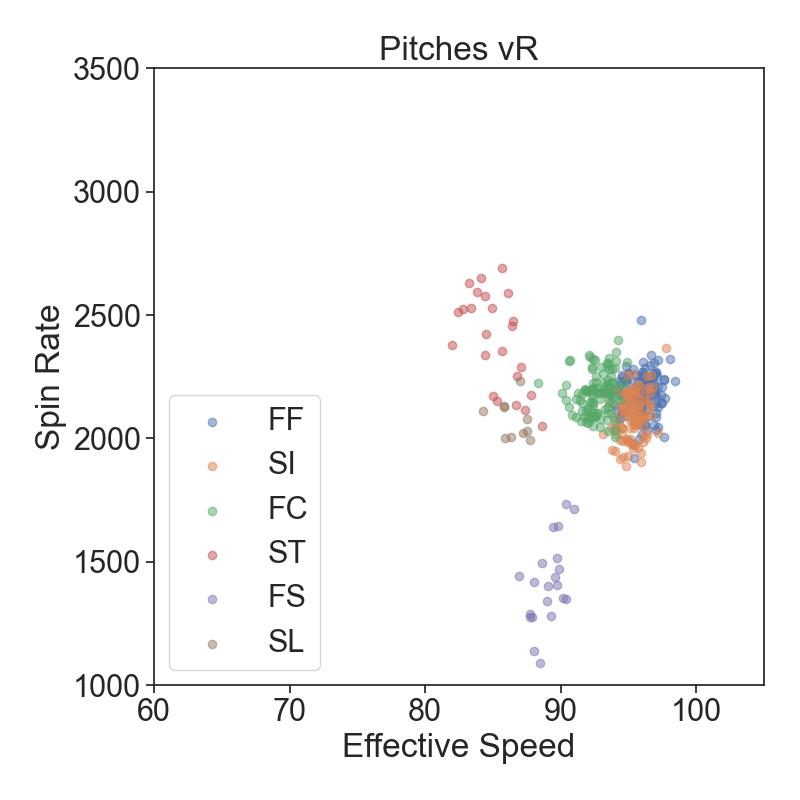 Pitches vR
3500
3000
2500
2000
1500
1000
Spin Rate
FF
SI
FC
ST
FS
SL
60 70 80 90 100
Effective Speed